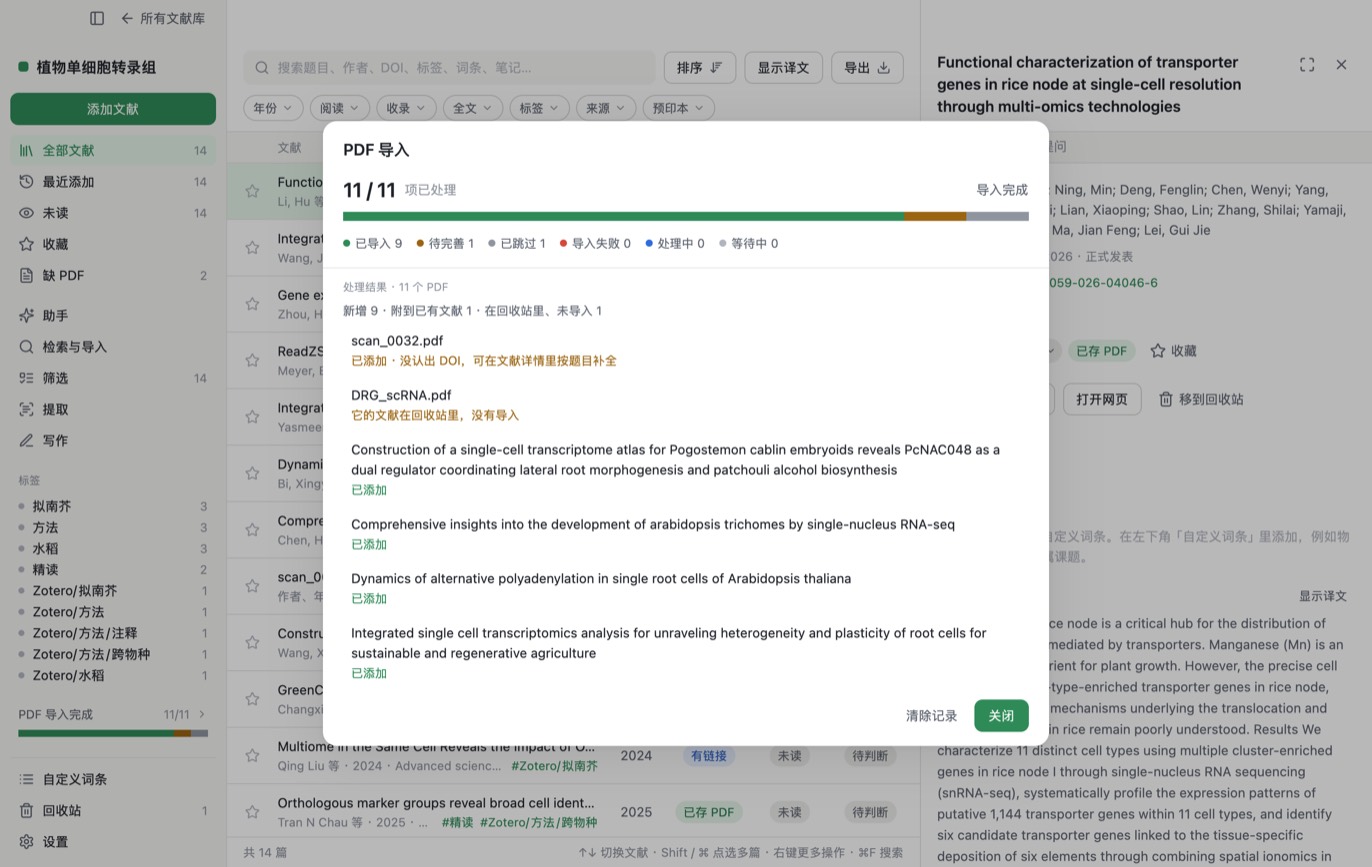 所有文献库
植物单细胞转录组
添加文献
全部文献 14
最近添加 14
未读 14
收藏
缺 PDF 2
助手
检索与导入
筛选 14
提取
写作
标签
拟南芥 3
方法 3
水稻 3
精读 2
Zotero/拟南芥 1
Zotero/方法 1
Zotero/方法/注释 1
Zotero/方法/跨物种 1
Zotero/水稻 1
PDF 导入完成 11/11
自定义词条
回收站 1
设置
搜索题目、作者、DOI、标签、词条、笔记...
排序 显示译文 导出
年份 阅读 收录 全文 标签 来源 预印本
文献
Functio
Li, Hu 等
Integrat
Wang, J
Gene ex
Zhou, H
ReadZS
Meyer, E
Integrat
Yasmee
Dynami
Bi, Xing
Compre
Chen, H
scan_0
作者、年
Constru
Wang, X
GreenC
Changxi
Multiome in the Same Cell Reveals the Impact of O...
Qing Liu 等 · 2024 · Advanced scienc... #Zotero/拟南芥
2024 有链接 未读 待判断
Orthologous marker groups reveal broad cell ident...
Tran N Chau 等 · 2025 · ... #精读 #Zotero/方法/跨物种
2025 已存 PDF 未读 待判断
共 14 篇
↑↓ 切换文献 · Shift / ⌘ 点选多篇 · 右键更多操作 · ⌘F 搜索
PDF 导入
11 / 11 项已处理 导入完成
已导入 9 待完善 1 已跳过 1 导入失败 0 处理中 0 等待中 0
处理结果 · 11 个 PDF
新增 9 · 附到已有文献 1 · 在回收站里、未导入 1
scan_0032.pdf
已添加 · 没认出 DOI，可在文献详情里按题目补全
DRG_scRNA.pdf
它的文献在回收站里，没有导入
Construction of a single-cell transcriptome atlas for Pogostemon cablin embryoids reveals PcNAC048 as a
dual regulator coordinating lateral root morphogenesis and patchouli alcohol biosynthesis
已添加
Comprehensive insights into the development of arabidopsis trichomes by single-nucleus RNA-seq
已添加
Dynamics of alternative polyadenylation in single root cells of Arabidopsis thaliana
已添加
Integrated single cell transcriptomics analysis for unraveling heterogeneity and plasticity of root cells for
sustainable and regenerative agriculture
已添加
清除记录 关闭
Functional characterization of transporter
genes in rice node at single-cell resolution
through multi-omics technologies
问
; Ning, Min; Deng, Fenglin; Chen, Wenyi; Yang,
i; Lian, Xiaoping; Shao, Lin; Zhang, Shilai; Yamaji,
Ma, Jian Feng; Lei, Gui Jie
026 · 正式发表
059-026-04046-6
已存 PDF 收藏
打开网页 移到回收站
自定义词条。在左下角「自定义词条」里添加，例如物
课题。
显示译文
ce node is a critical hub for the distribution of
mediated by transporters. Manganese (Mn) is an
rient for plant growth. However, the precise cell
-type-enriched transporter genes in rice node,
mechanisms underlying the translocation and
in rice remain poorly understood. Results We
characterize 11 distinct cell types using multiple cluster-enriched
genes in rice node I through single-nucleus RNA sequencing
(snRNA-seq), systematically profile the expression patterns of
putative 1,144 transporter genes within 11 cell types, and identify
six candidate transporter genes linked to the tissue-specific
deposition of six elements through combining spatial ionomics in